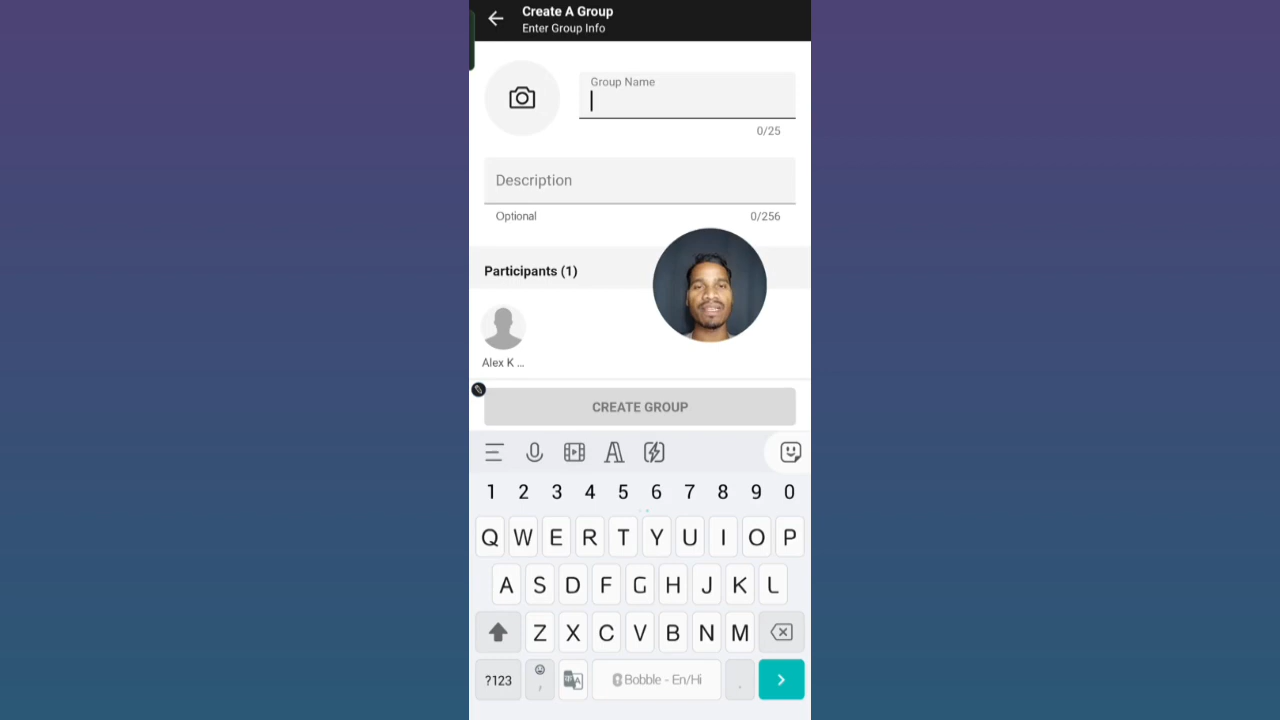 Create A Group
Enter Group Info
Group Name
0/25
Description
Optional 0/256
Participants (1)
Alex K ...
CREATE GROUP
1 2 3 4 5 6 7 8 9 0
Q W E R T Y U I O P
A S D F G H J K L
Z X C V B N M
?123 , Bobble - En/Hi .